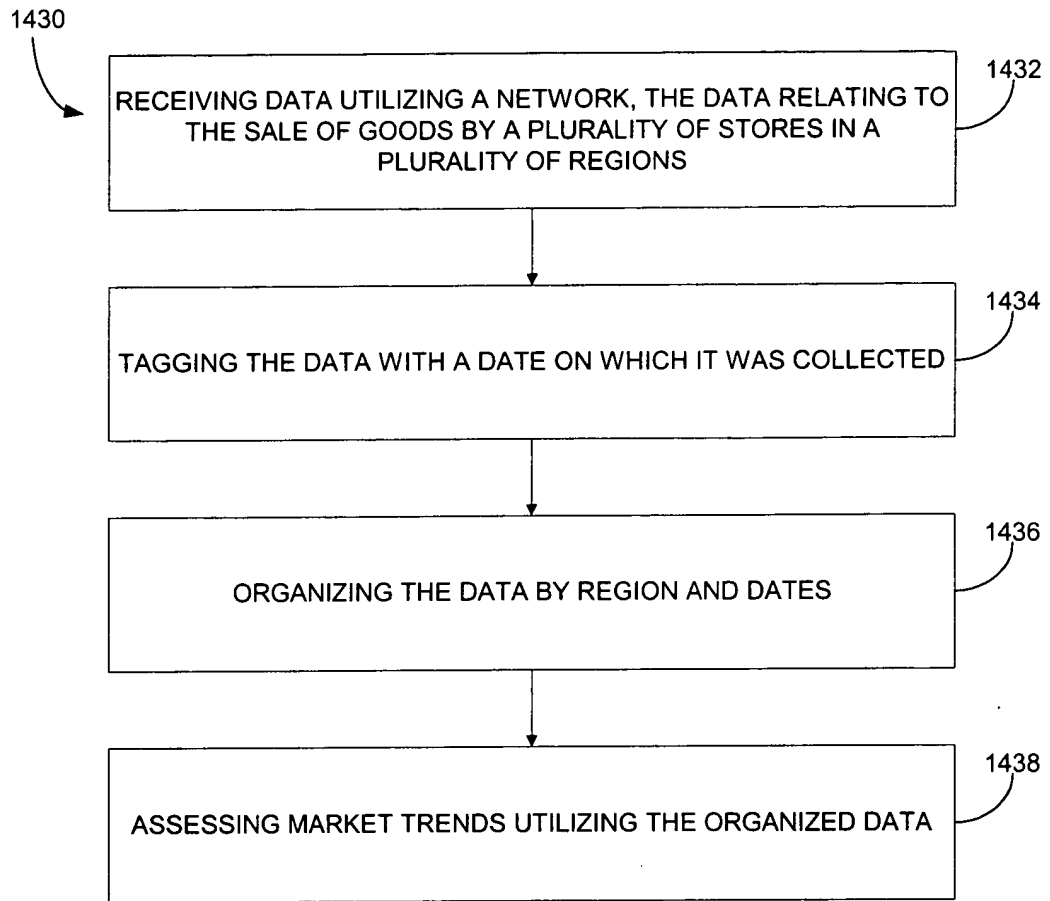 1430
1432
RECEIVING DATA UTILIZING A NETWORK, THE DATA RELATING TO
THE SALE OF GOODS BY A PLURALITY OF STORES IN A
PLURALITY OF REGIONS
1434
TAGGING THE DATA WITH A DATE ON WHICH IT WAS COLLECTED
1436
ORGANIZING THE DATA BY REGION AND DATES
1438
ASSESSING MARKET TRENDS UTILIZING THE ORGANIZED DATA